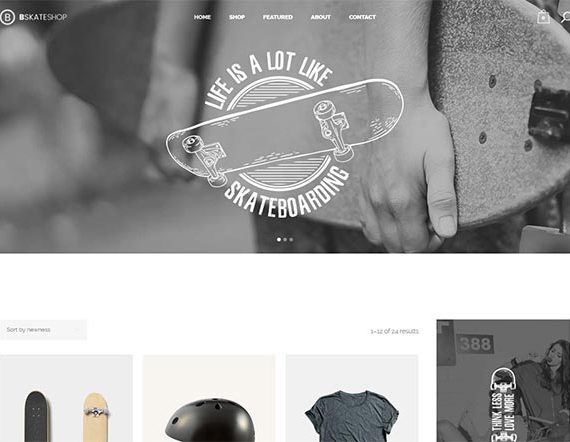 B BSKATESHOP
HOME SHOP FEATURED ABOUT CONTACT
0
LIFE IS A LOT LIKE
SKATEBOARDING
Sort by newness
1–12 of 24 results
388
THINK LESS
LOVE MORE